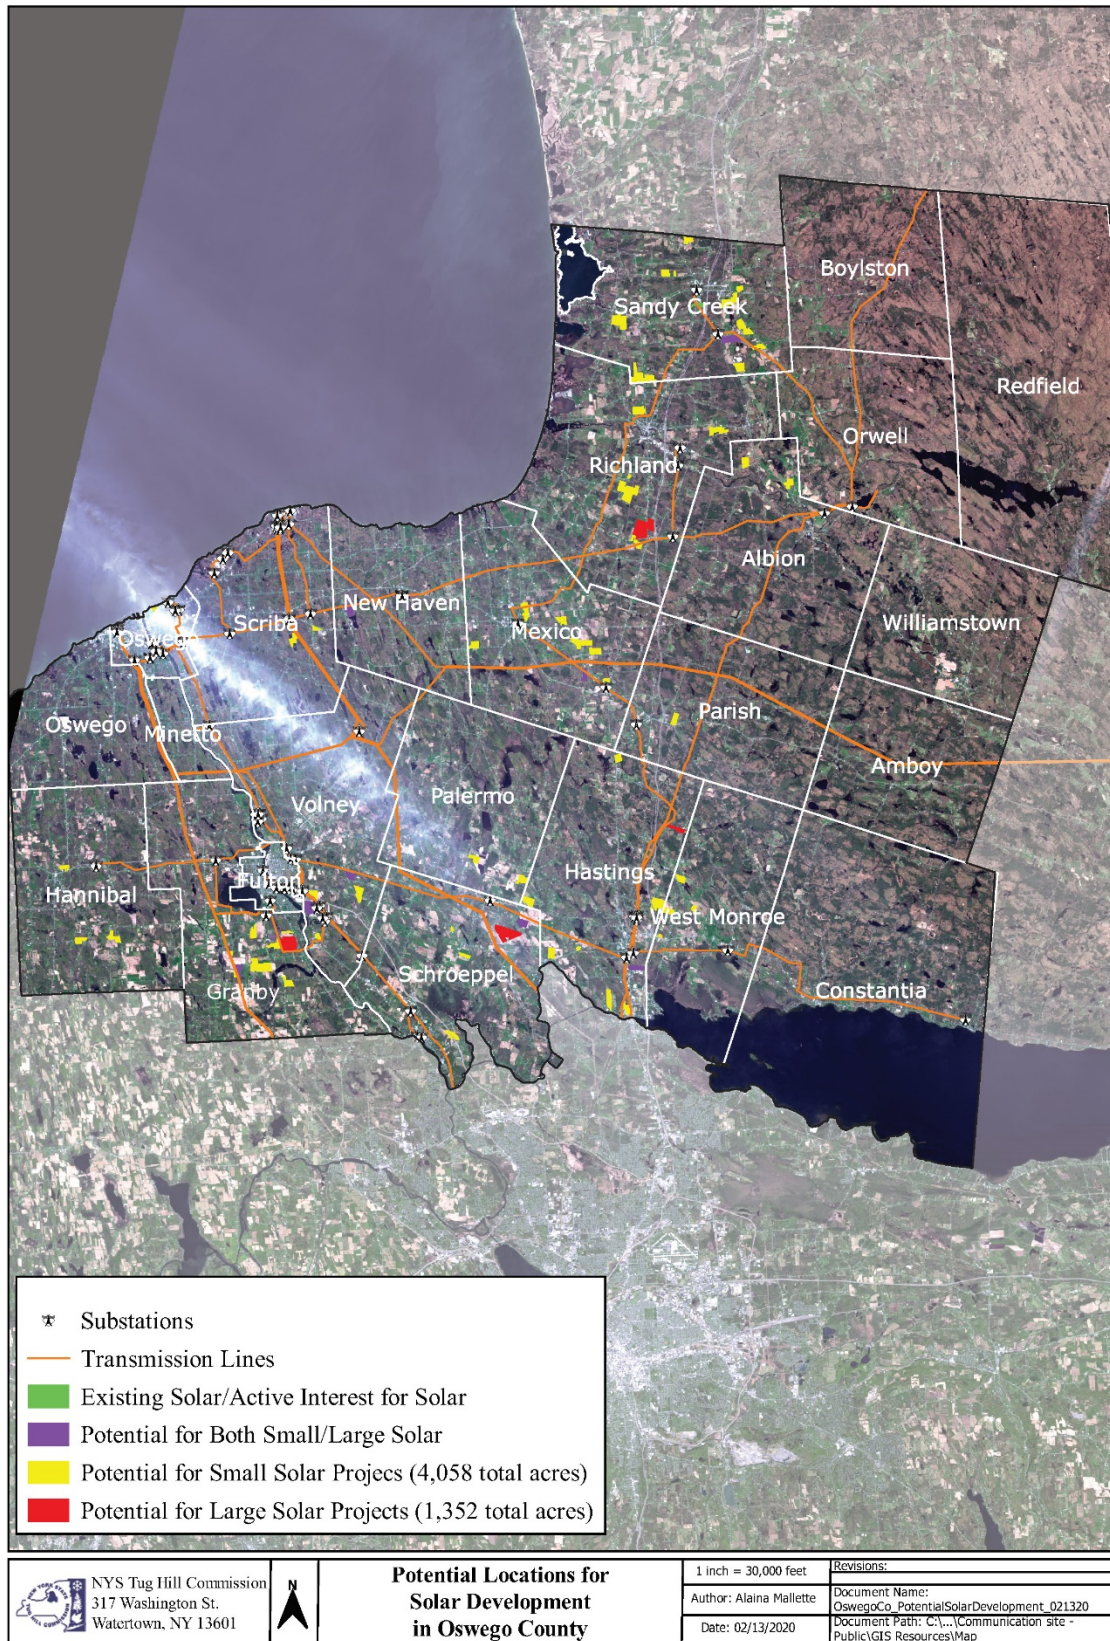 Boylston
Sandy Creek
Redfield
Orwell
Richland
Albion
New Haven
Mexico
Scriba
Williamstown
Oswego
Oswego
Minetto
Parish
Amboy
Volney
Palermo
Hannibal
Fulton
Hastings
West Monroe
Schroeppel
Granby
Constantia
Substations
Transmission Lines
Existing Solar/Active Interest for Solar
Potential for Both Small/Large Solar
Potential for Small Solar Projecs (4,058 total acres)
Potential for Large Solar Projects (1,352 total acres)
NYS Tug Hill Commission
317 Washington St.
Watertown, NY 13601
N
Potential Locations for
Solar Development
in Oswego County
1 inch = 30,000 feet
Author: Alaina Mallette
Date: 02/13/2020
Revisions:
Document Name:
OswegoCo_PotentialSolarDevelopment_021320
Document Path: C:\...\Communication site -
Public\GIS Resources\Map